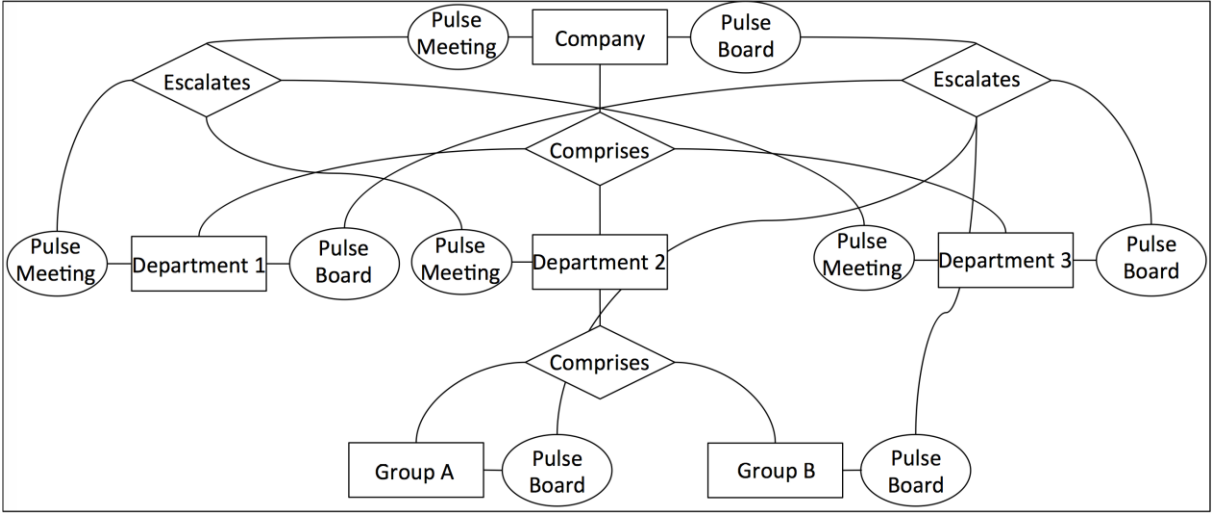 Pulse
Meeting
Company
Pulse
Board
Escalates
Escalates
Comprises
Pulse
Meeting
Department 1
Pulse
Board
Pulse
Meeting
Department 2
Pulse
Meeting
Department 3
Pulse
Board
Comprises
Group A
Pulse
Board
Group B
Pulse
Board